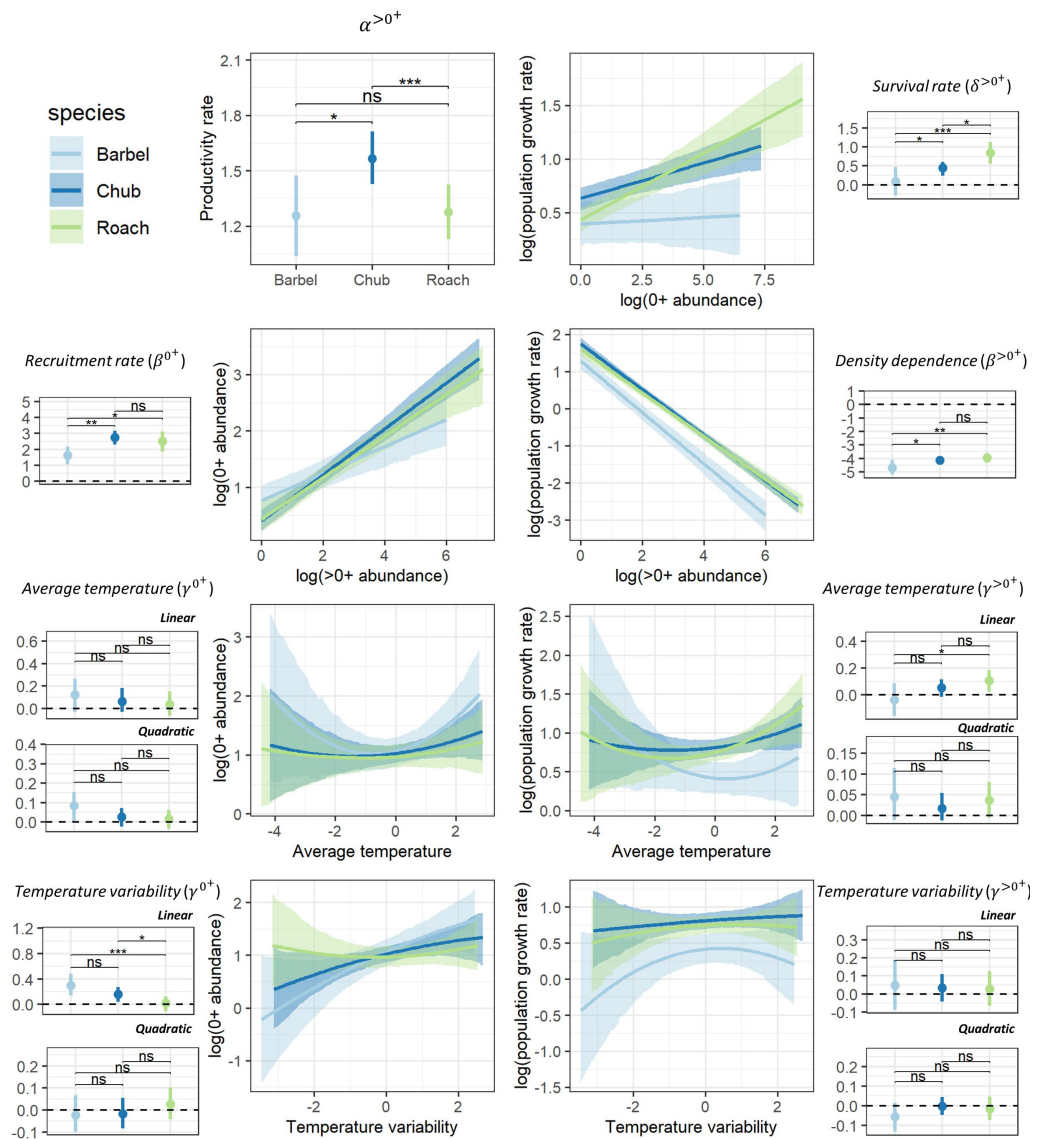 α>0+
species
Barbel
Chub
Roach
Productivity rate
2.1
1.8
1.5
1.2
***
ns
*
Barbel Chub Roach
log(population growth rate)
1.5
1.0
0.5
0.0 2.5 5.0 7.5
log(0+ abundance)
Survival rate (δ>0+)
1.5
1.0
0.5
0.0
*
***
*
Recruitment rate (β0+)
5
4
3
2
1
0
ns
*
**
log(0+ abundance)
3
2
1
0 2 4 6
log(>0+ abundance)
log(population growth rate)
2
1
0
-1
-2
-3
0 2 4 6
log(>0+ abundance)
Density dependence (β>0+)
1
0
-1
-2
-3
-4
-5
ns
**
*
Average temperature (γ0+)
Linear
0.6
0.4
0.2
0.0
ns
ns
ns
Quadratic
0.4
0.3
0.2
0.1
0.0
ns
ns
ns
log(0+ abundance)
3
2
1
0
-4 -2 0 2
Average temperature
log(population growth rate)
2.5
2.0
1.5
1.0
0.5
0.0
-4 -2 0 2
Average temperature
Average temperature (γ>0+)
Linear
0.4
0.2
0.0
ns
*
ns
Quadratic
0.15
0.10
0.05
0.00
ns
ns
ns
Temperature variability (γ0+)
Linear
1.2
0.8
0.4
0.0
*
***
ns
Quadratic
0.2
0.1
0.0
-0.1
ns
ns
ns
log(0+ abundance)
2
1
0
-1
-2 0 2
Temperature variability
log(population growth rate)
1.0
0.5
0.0
-0.5
-1.0
-1.5
-2 0 2
Temperature variability
Temperature variability (γ>0+)
Linear
0.3
0.2
0.1
0.0
-0.1
ns
ns
ns
Quadratic
0.2
0.1
0.0
-0.1
ns
ns
ns